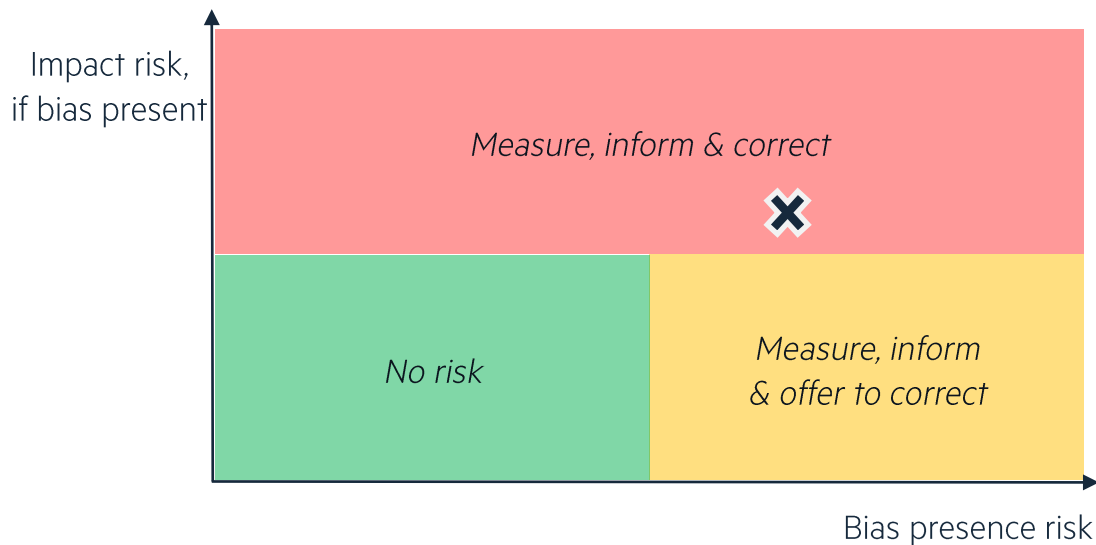 Impact risk,
if bias present
Measure, inform & correct
No risk
Measure, inform
& offer to correct
Bias presence risk